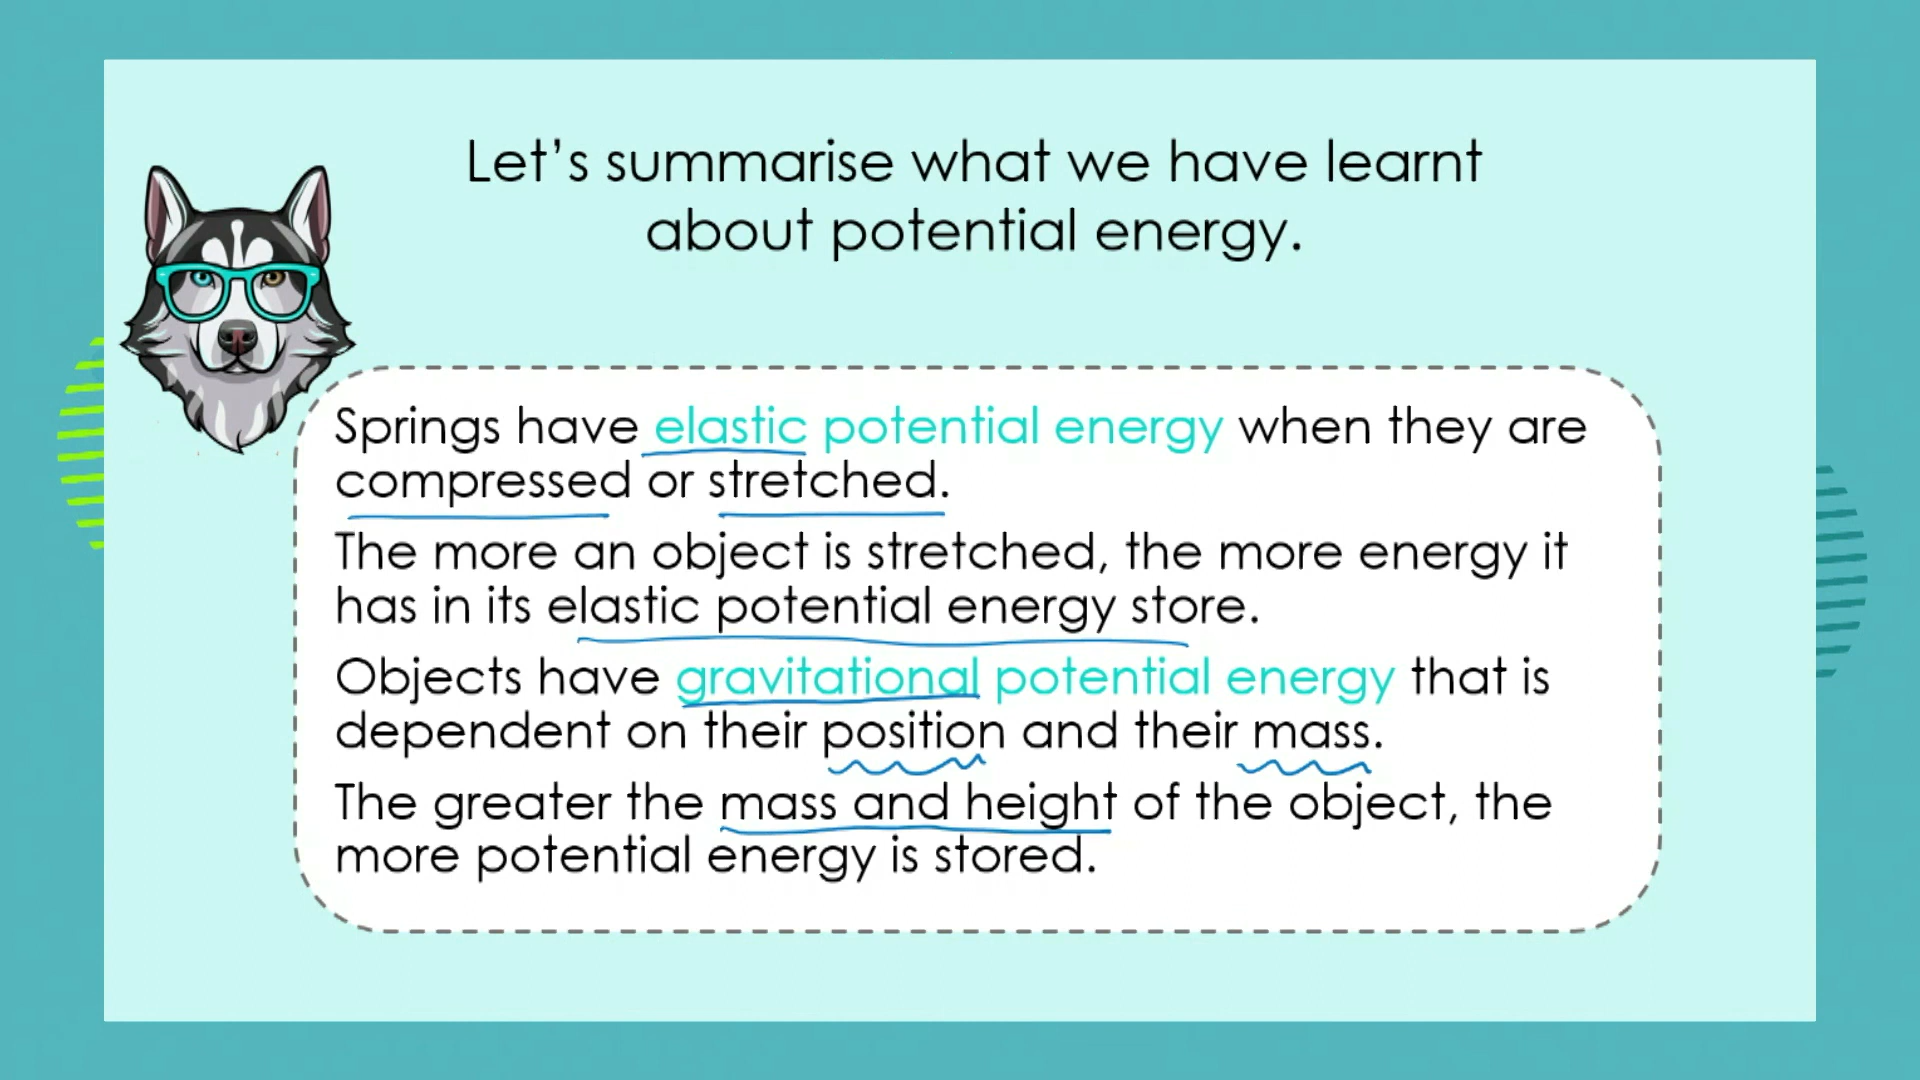 Let’s summarise what we have learnt
about potential energy.
Springs have elastic potential energy when they are
compressed or stretched.
The more an object is stretched, the more energy it
has in its elastic potential energy store.
Objects have gravitational potential energy that is
dependent on their position and their mass.
The greater the mass and height of the object, the
more potential energy is stored.